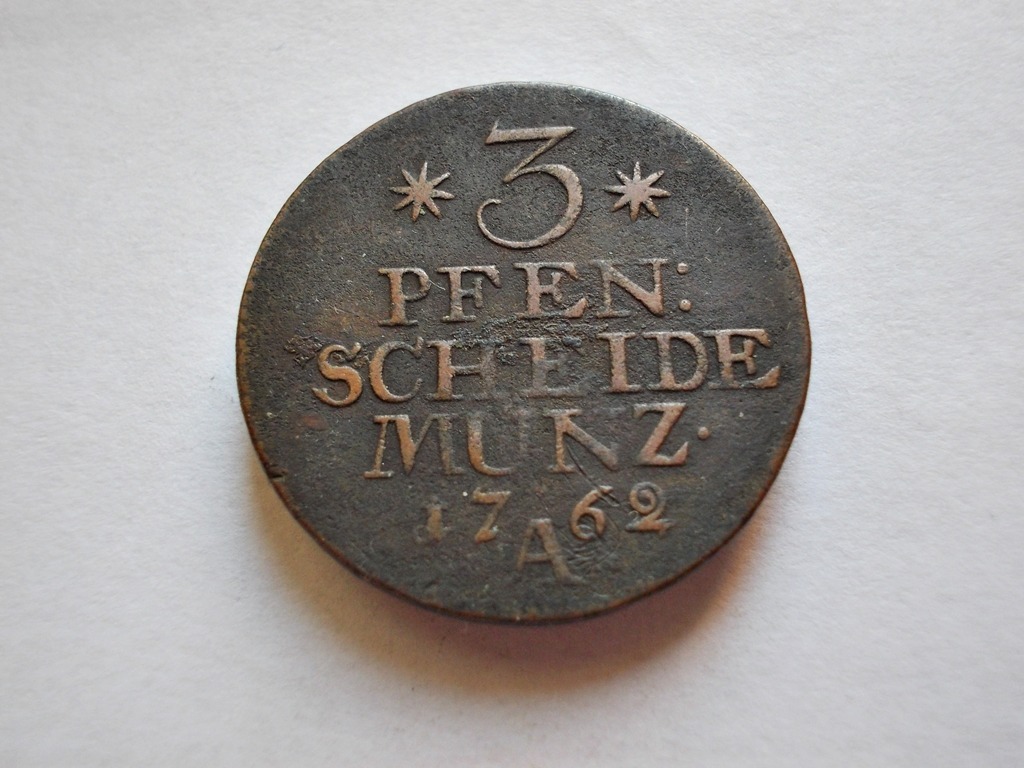 * 3 *
PFEN:
SCHEIDE
MUNZ.
1762
A